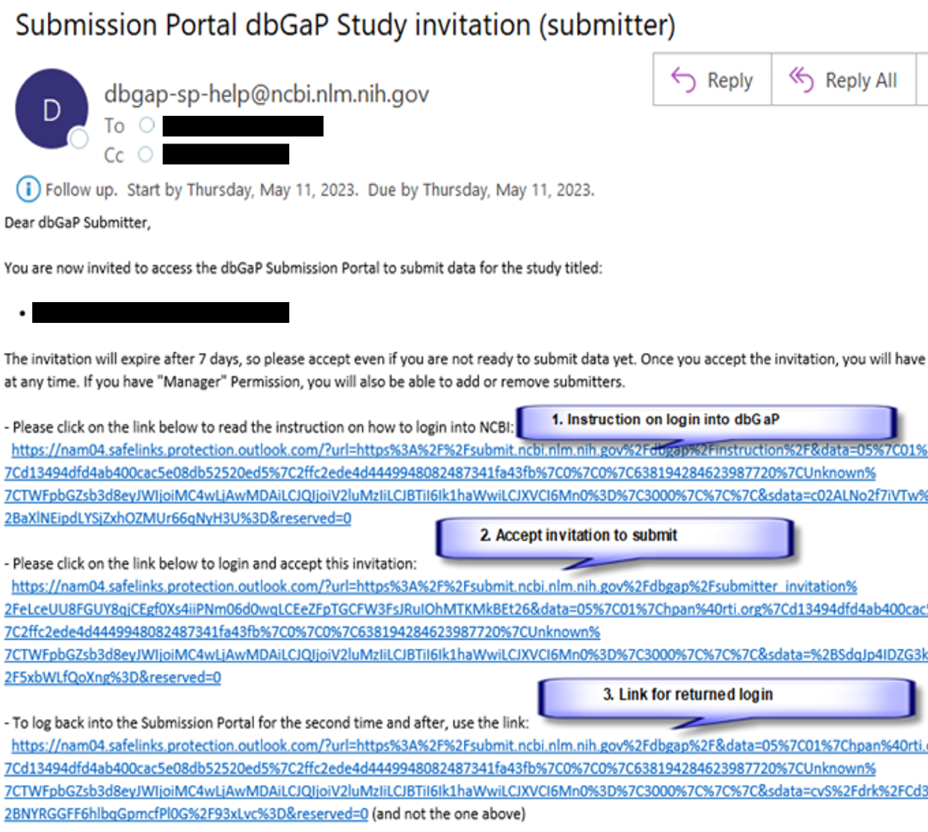 Submission Portal dbGaP Study invitation (submitter)
D
dbgap-sp-help@ncbi.nlm.nih.gov
Reply
Reply All
To
Cc
Follow up. Start by Thursday, May 11, 2023. Due by Thursday, May 11, 2023.
Dear dbGaP Submitter,
You are now invited to access the dbGaP Submission Portal to submit data for the study titled:
The invitation will expire after 7 days, so please accept even if you are not ready to submit data yet. Once you accept the invitation, you will have
at any time. If you have "Manager" Permission, you will also be able to add or remove submitters.
- Please click on the link below to read the instruction on how to login into NCBI:
1. Instruction on login into dbGaP
https://nam04.safelinks.protection.outlook.com/?url=https%3A%2F%2Fsubmit.ncbi.nlm.nih.gov%2Fdbgap%2Finstruction%2F&data=05%7C01%
7Cd13494dfd4ab400cac5e08db52520ed5%7C2ffc2ede4d4449948082487341fa43fb%7C0%7C0%7C638194284623987720%7CUnknown%
7CTWFpbGZsb3d8eyJWIjoiMC4wLjAwMDAiLCJQIjoiV2luMzIiLCJBTiI6Ik1haWwiLCJXVCI6Mn0%3D%7C3000%7C%7C%7C&sdata=c02ALNo2f7iVTw%
2BaXlNEipdLYSjZxhOZMUr66qNyH3U%3D&reserved=0
2. Accept invitation to submit
- Please click on the link below to login and accept this invitation:
https://nam04.safelinks.protection.outlook.com/?url=https%3A%2F%2Fsubmit.ncbi.nlm.nih.gov%2Fdbgap%2Fsubmitter_invitation%
2FeLceUU8FGUY8qjCEgf0Xs4iiPNm06d0wqLCEeZFpTGCFW3FsJRuIOhMTKMkBEt26&data=05%7C01%7Chpan%40rti.org%7Cd13494dfd4ab400cac
7C2ffc2ede4d4449948082487341fa43fb%7C0%7C0%7C638194284623987720%7CUnknown%
7CTWFpbGZsb3d8eyJWIjoiMC4wLjAwMDAiLCJQIjoiV2luMzIiLCJBTiI6Ik1haWwiLCJXVCI6Mn0%3D%7C3000%7C%7C%7C&sdata=%2BSdqJp4IDZG3k
2F5xbWLfQoXng%3D&reserved=0
3. Link for returned login
- To log back into the Submission Portal for the second time and after, use the link:
https://nam04.safelinks.protection.outlook.com/?url=https%3A%2F%2Fsubmit.ncbi.nlm.nih.gov%2Fdbgap%2F&data=05%7C01%7Chpan%40rti.
7Cd13494dfd4ab400cac5e08db52520ed5%7C2ffc2ede4d4449948082487341fa43fb%7C0%7C0%7C638194284623987720%7CUnknown%
7CTWFpbGZsb3d8eyJWIjoiMC4wLjAwMDAiLCJQIjoiV2luMzIiLCJBTiI6Ik1haWwiLCJXVCI6Mn0%3D%7C3000%7C%7C%7C&sdata=cvS%2Fdrk%2FCd3
2BNYRGGFF6hlbqGpmcfPl0G%2F93xLvc%3D&reserved=0 (and not the one above)